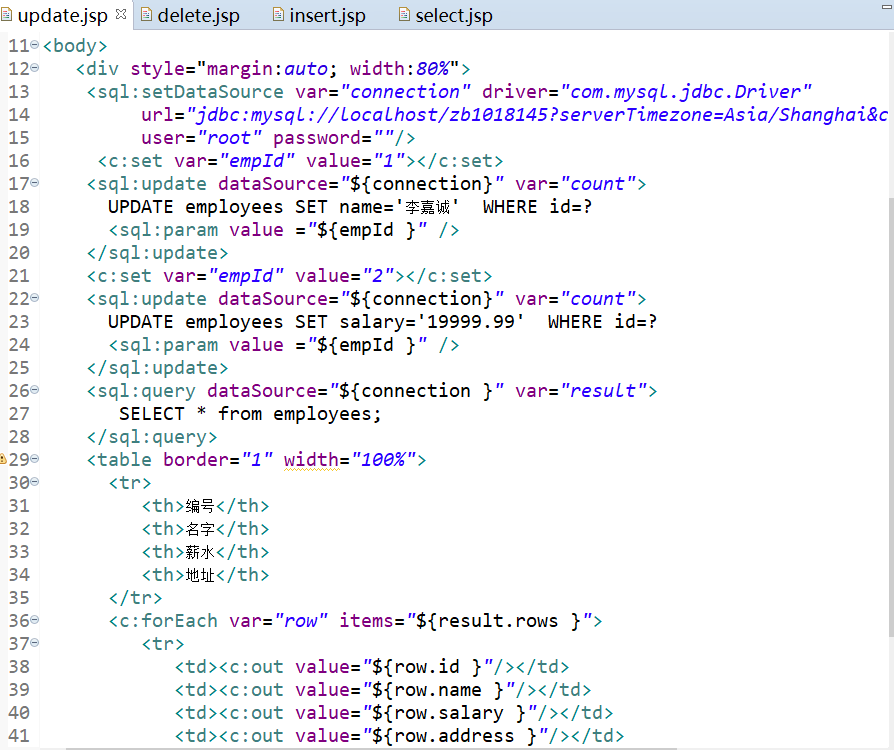 update.jsp delete.jsp insert.jsp select.jsp
11 <body>
12 <div style="margin:auto; width:80%">
13 <sql:setDataSource var="connection" driver="com.mysql.jdbc.Driver"
14 url="jdbc:mysql://localhost/zb1018145?serverTimezone=Asia/Shanghai&c
15 user="root" password=""/>
16 <c:set var="empId" value="1"></c:set>
17 <sql:update dataSource="${connection}" var="count">
18 UPDATE employees SET name='李嘉诚'  WHERE id=?
19 <sql:param value ="${empId }" />
20 </sql:update>
21 <c:set var="empId" value="2"></c:set>
22 <sql:update dataSource="${connection}" var="count">
23 UPDATE employees SET salary='19999.99'  WHERE id=?
24 <sql:param value ="${empId }" />
25 </sql:update>
26 <sql:query dataSource="${connection }" var="result">
27 SELECT * from employees;
28 </sql:query>
29 <table border="1" width="100%">
30 <tr>
31 <th>编号</th>
32 <th>名字</th>
33 <th>薪水</th>
34 <th>地址</th>
35 </tr>
36 <c:forEach var="row" items="${result.rows }">
37 <tr>
38 <td><c:out value="${row.id }"/></td>
39 <td><c:out value="${row.name }"/></td>
40 <td><c:out value="${row.salary }"/></td>
41 <td><c:out value="${row.address }"/></td>